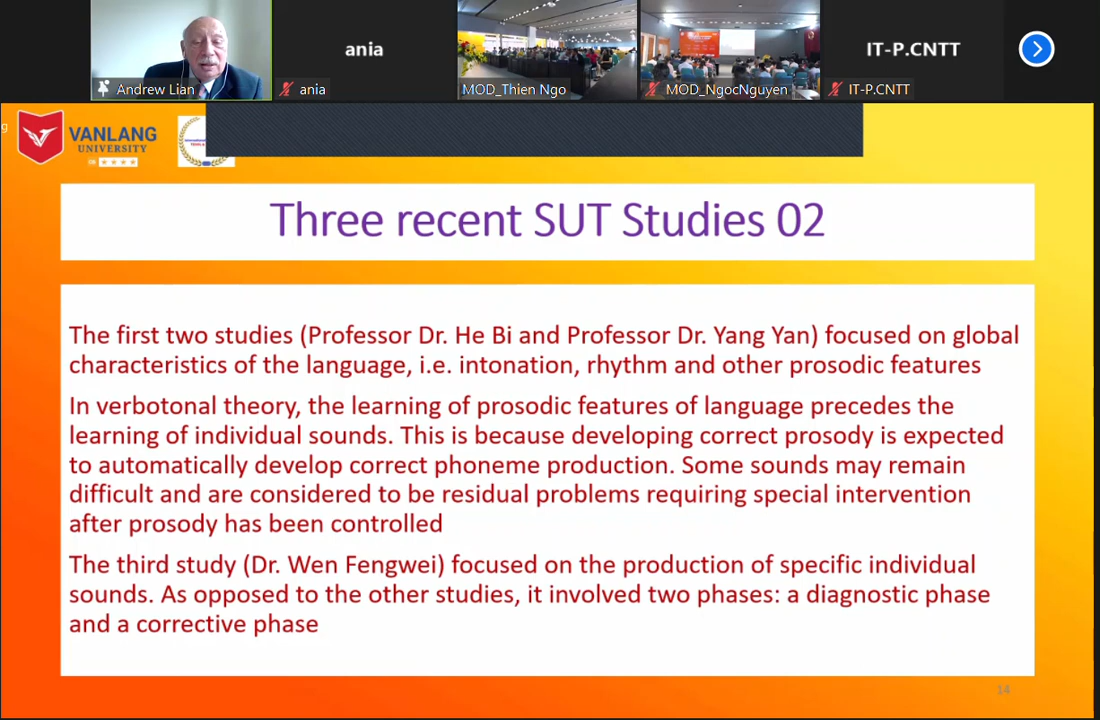 ania
IT-P.CNTT
Andrew Lian
ania
MOD_Thien Ngo
MOD_NgocNguyen
IT-P.CNTT
g
VANLANG
UNIVERSITY
Three recent SUT Studies 02
The first two studies (Professor Dr. He Bi and Professor Dr. Yang Yan) focused on global
characteristics of the language, i.e. intonation, rhythm and other prosodic features
In verbotonal theory, the learning of prosodic features of language precedes the
learning of individual sounds. This is because developing correct prosody is expected
to automatically develop correct phoneme production. Some sounds may remain
difficult and are considered to be residual problems requiring special intervention
after prosody has been controlled
The third study (Dr. Wen Fengwei) focused on the production of specific individual
sounds. As opposed to the other studies, it involved two phases: a diagnostic phase
and a corrective phase
14